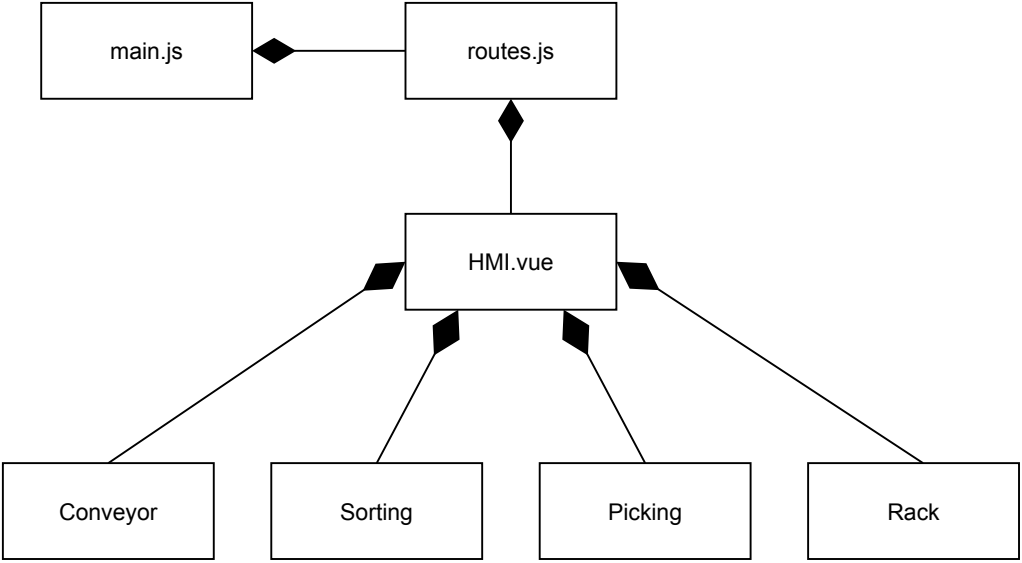 main.js
routes.js
HMI.vue
Conveyor
Sorting
Picking
Rack